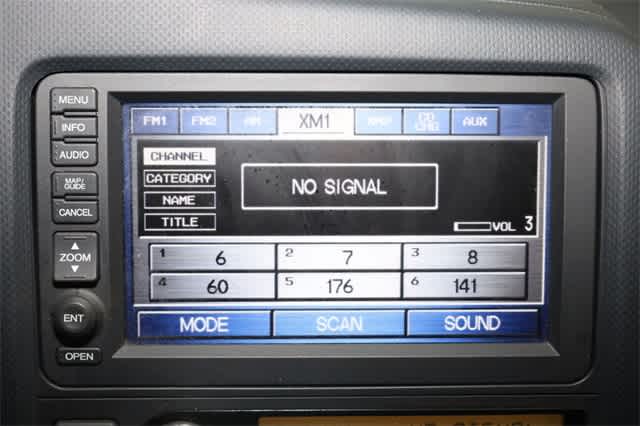 MENU
INFO
AUDIO
MAP/
GUIDE
CANCEL
ZOOM
ENT
OPEN
FM1 FM2 AM XM1 XM2 CD CHG AUX
CHANNEL
CATEGORY
NAME
TITLE
NO SIGNAL
VOL 3
1 6 2 7 3 8
4 60 5 176 6 141
MODE SCAN SOUND